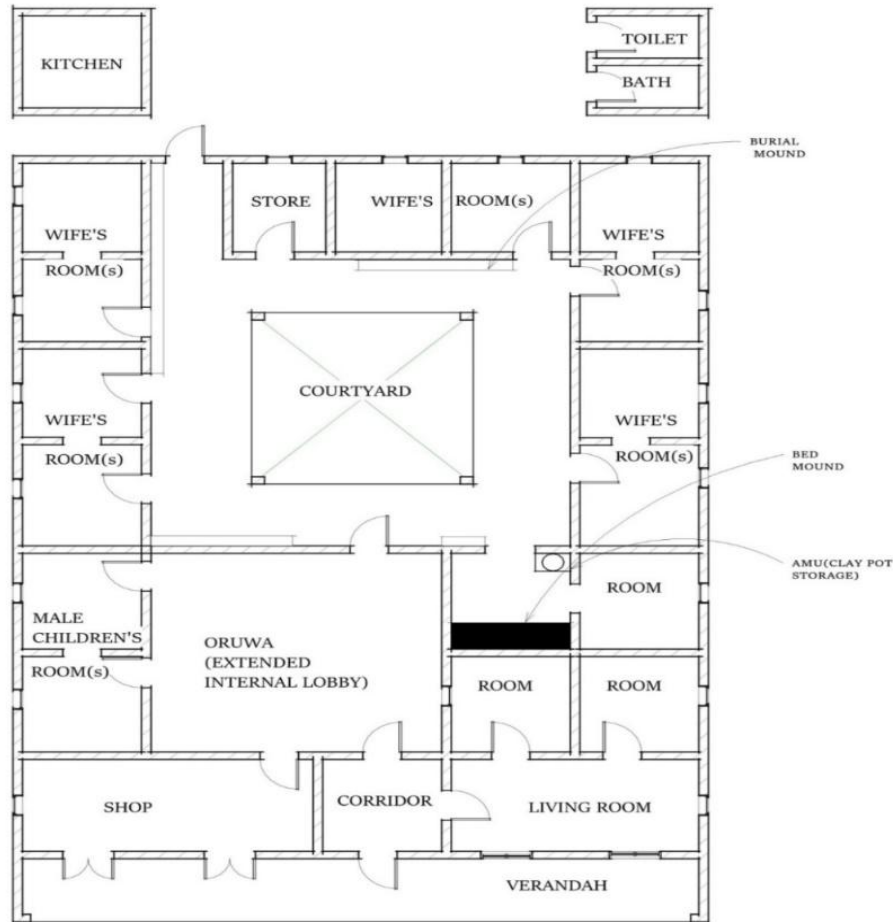 KITCHEN
TOILET
BATH
BURIAL
MOUND
STORE
WIFE'S
ROOM(s)
WIFE'S
ROOM(s)
WIFE'S
ROOM(s)
COURTYARD
WIFE'S
ROOM(s)
WIFE'S
ROOM(s)
BED
MOUND
AMU(CLAY POT
STORAGE)
ROOM
MALE
CHILDREN'S
ROOM(s)
ORUWA
(EXTENDED
INTERNAL LOBBY)
ROOM
ROOM
SHOP
CORRIDOR
LIVING ROOM
VERANDAH